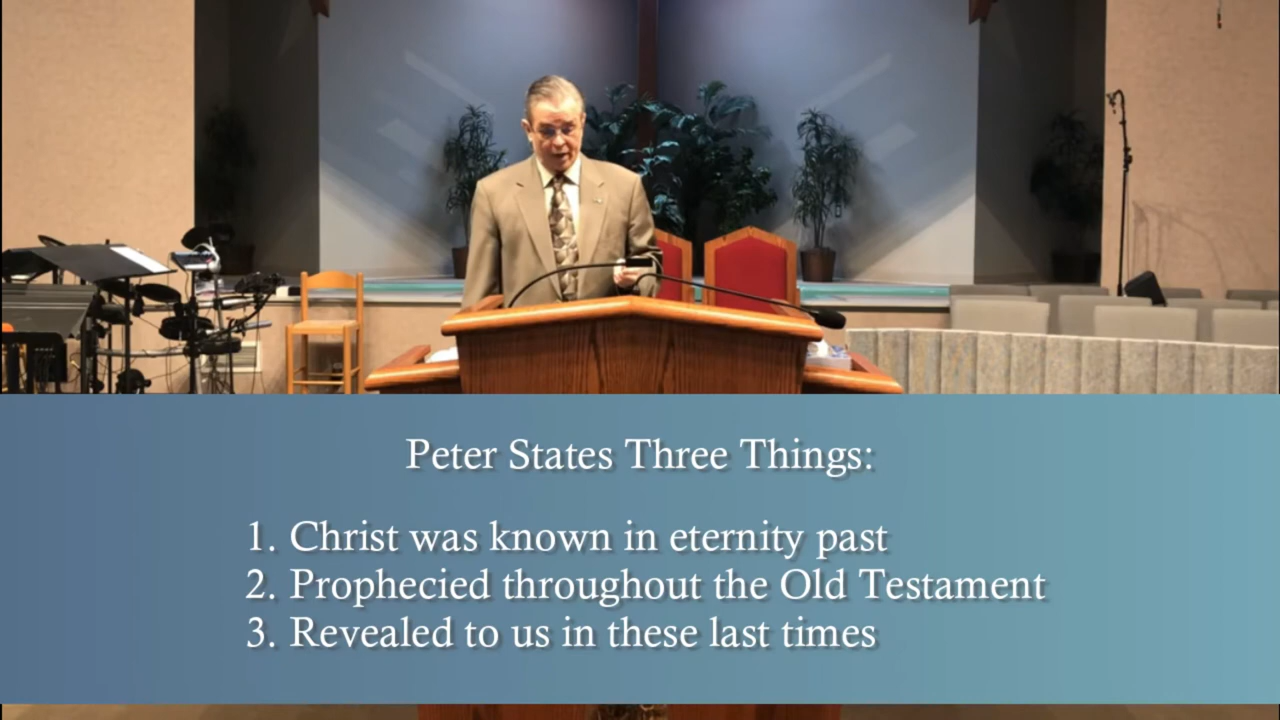 Peter States Three Things:
1. Christ was known in eternity past
2. Prophecied throughout the Old Testament
3. Revealed to us in these last times